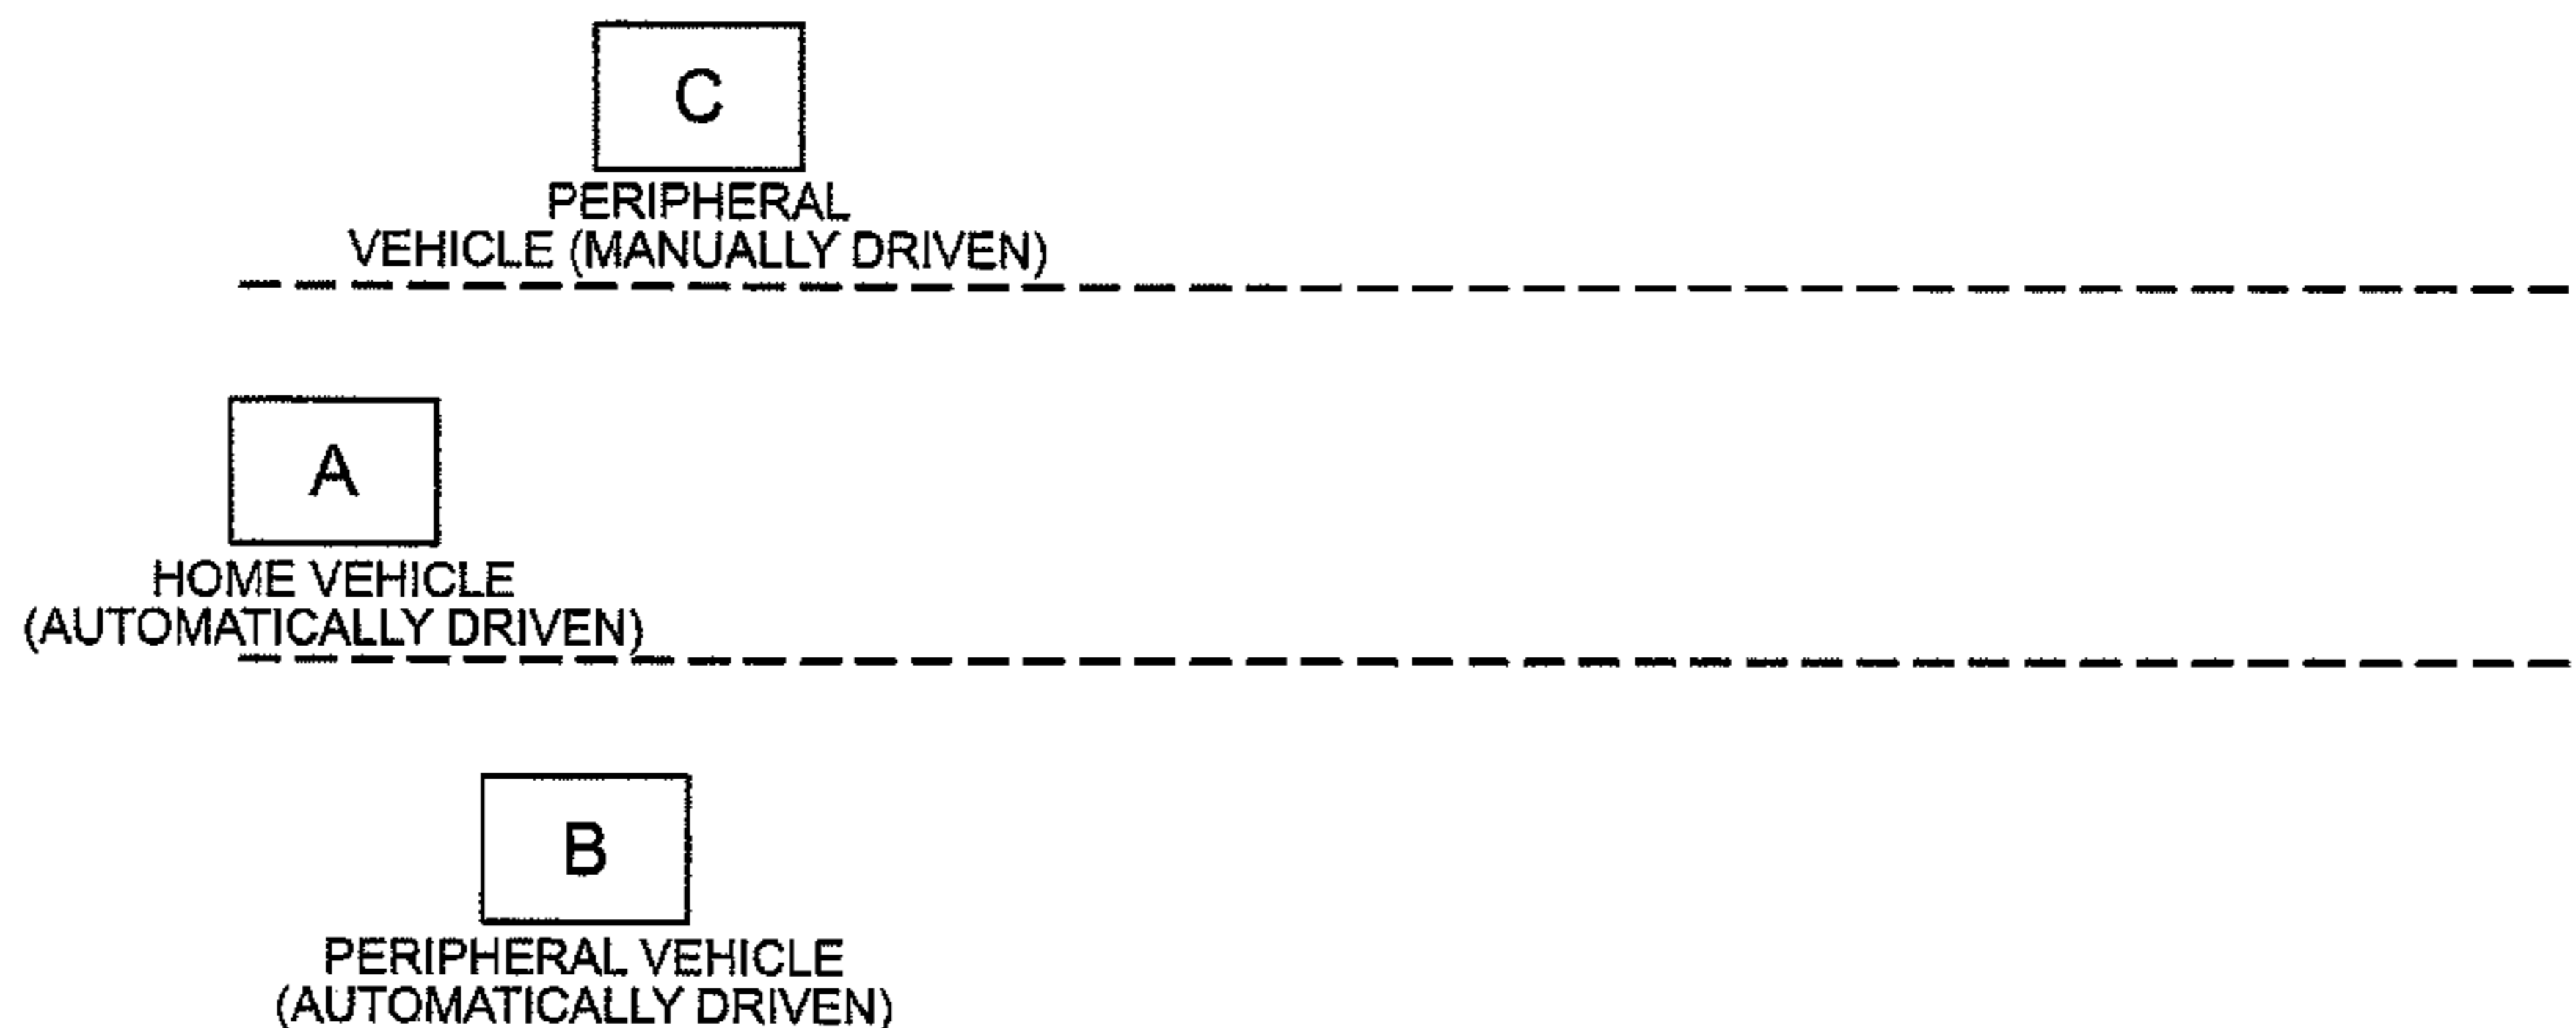 C
PERIPHERAL
VEHICLE (MANUALLY DRIVEN)
A
HOME VEHICLE
(AUTOMATICALLY DRIVEN)
B
PERIPHERAL VEHICLE
(AUTOMATICALLY DRIVEN)